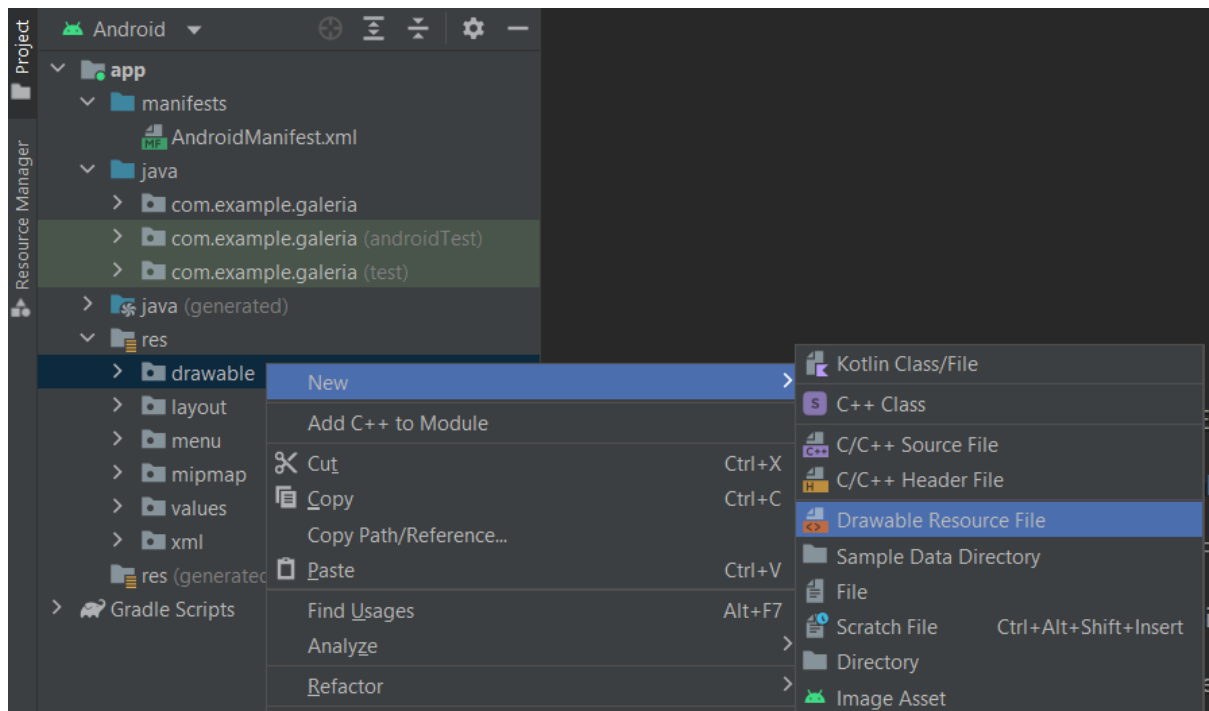 Project
Resource Manager
Android
app
manifests
MF AndroidManifest.xml
java
com.example.galeria
com.example.galeria (androidTest)
com.example.galeria (test)
java (generated)
res
drawable
layout
menu
mipmap
values
xml
res (generated
Gradle Scripts
New
Add C++ to Module
Cut Ctrl+X
Copy Ctrl+C
Copy Path/Reference...
Paste Ctrl+V
Find Usages Alt+F7
Analyze
Refactor
Kotlin Class/File
S C++ Class
C++ C/C++ Source File
H C/C++ Header File
Drawable Resource File
Sample Data Directory
File
Scratch File Ctrl+Alt+Shift+Insert
Directory
Image Asset